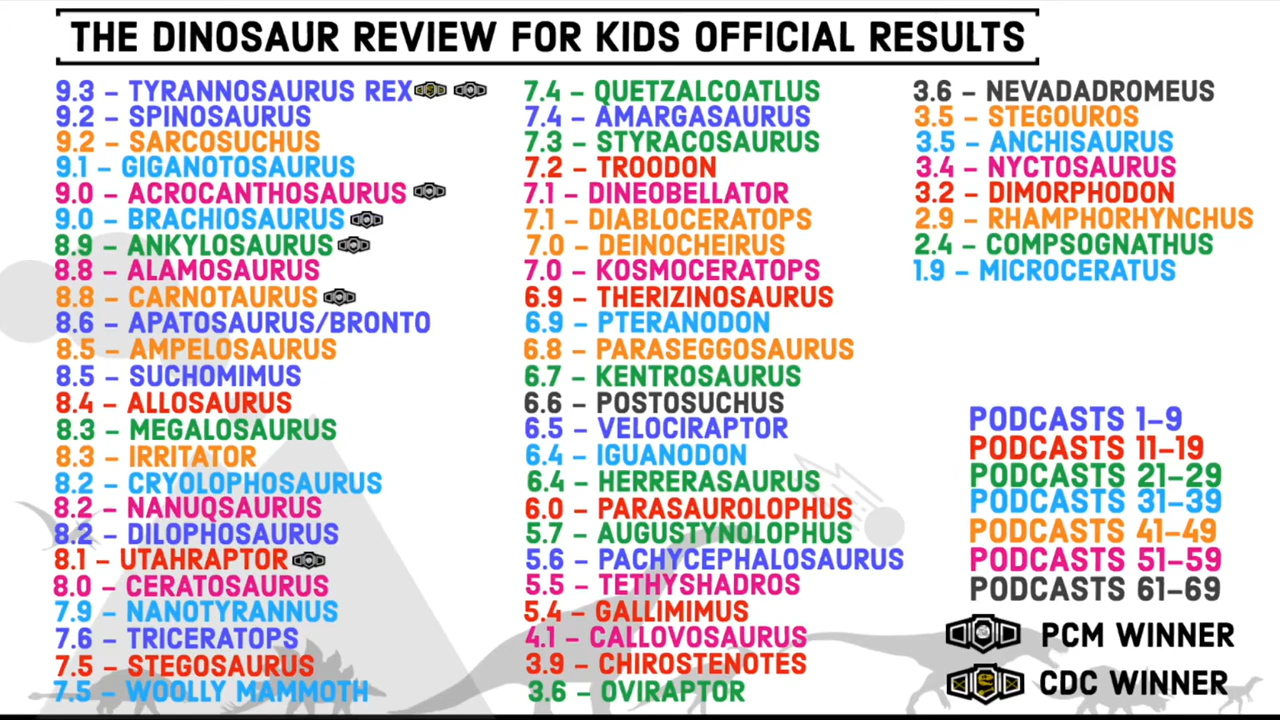 THE DINOSAUR REVIEW FOR KIDS OFFICIAL RESULTS
9.3 – TYRANNOSAURUS REX
9.2 – SPINOSAURUS
9.2 – SARCOSUCHUS
9.1 – GIGANOTOSAURUS
9.0 – ACROCANTHOSAURUS
9.0 – BRACHIOSAURUS
8.9 – ANKYLOSAURUS
8.8 – ALAMOSAURUS
8.8 – CARNOTAURUS
8.6 – APATOSAURUS/BRONTO
8.5 – AMPELOSAURUS
8.5 – SUCHOMIMUS
8.4 – ALLOSAURUS
8.3 – MEGALOSAURUS
8.3 – IRRITATOR
8.2 – CRYOLOPHOSAURUS
8.2 – NANUQSAURUS
8.2 – DILOPHOSAURUS
8.1 – UTAHRAPTOR
8.0 – CERATOSAURUS
7.9 – NANOTYRANNUS
7.6 – TRICERATOPS
7.5 – STEGOSAURUS
7.5 – WOOLLY MAMMOTH
7.4 – QUETZALCOATLUS
7.4 – AMARGASAURUS
7.3 – STYRACOSAURUS
7.2 – TROODON
7.1 – DINEOBELLATOR
7.1 – DIABLOCERATOPS
7.0 – DEINOCHEIRUS
7.0 – KOSMOCERATOPS
6.9 – THERIZINOSAURUS
6.9 – PTERANODON
6.8 – PARASEGGOSAURUS
6.7 – KENTROSAURUS
6.6 – POSTOSUCHUS
6.5 – VELOCIRAPTOR
6.4 – IGUANODON
6.4 – HERRERASAURUS
6.0 – PARASAUROLOPHUS
5.7 – AUGUSTYNOLOPHUS
5.6 – PACHYCEPHALOSAURUS
5.5 – TETHYSHADROS
5.4 – GALLIMIMUS
4.1 – CALLOVOSAURUS
3.9 – CHIROSTENOTES
3.6 – OVIRAPTOR
3.6 – NEVADADROMEUS
3.5 – STEGOUROS
3.5 – ANCHISAURUS
3.4 – NYCTOSAURUS
3.2 – DIMORPHODON
2.9 – RHAMPHORHYNCHUS
2.4 – COMPSOGNATHUS
1.9 – MICROCERATUS
PODCASTS 1–9
PODCASTS 11–19
PODCASTS 21–29
PODCASTS 31–39
PODCASTS 41–49
PODCASTS 51–59
PODCASTS 61–69
PCM WINNER
CDC WINNER